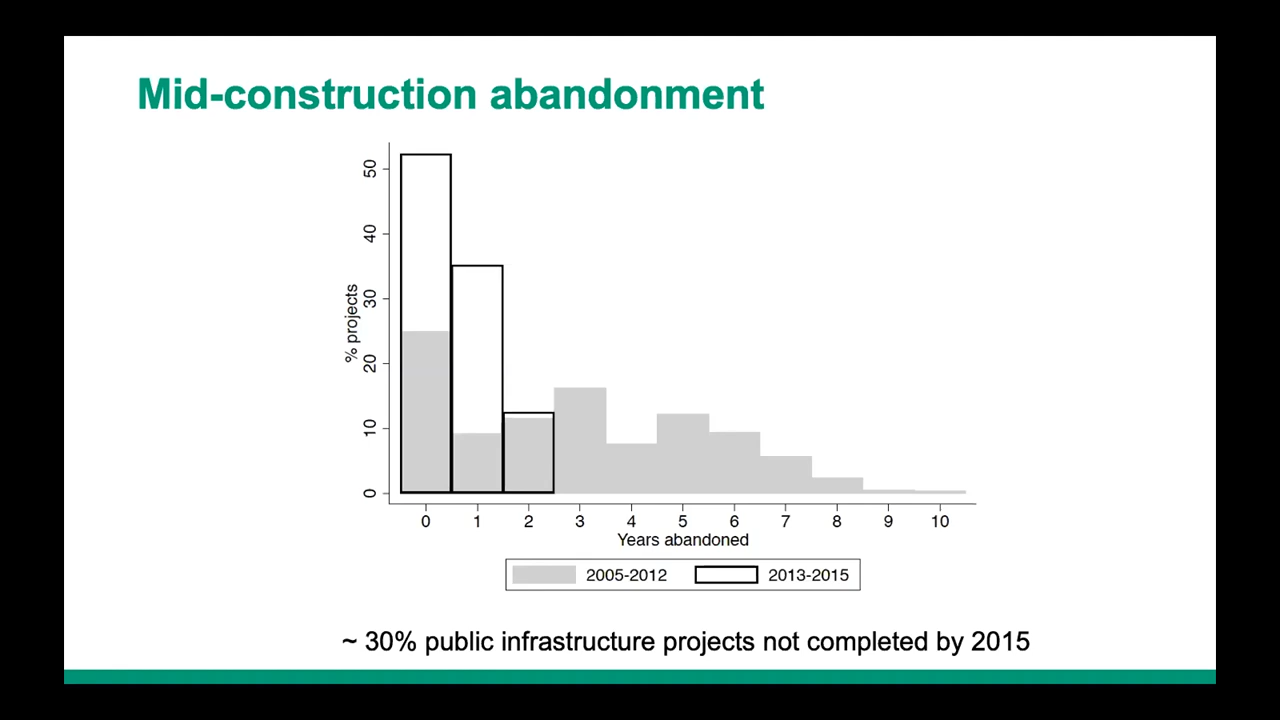 Mid-construction abandonment
% projects
50
40
30
20
10
0
0 1 2 3 4 5 6 7 8 9 10
Years abandoned
2005-2012 2013-2015
~ 30% public infrastructure projects not completed by 2015